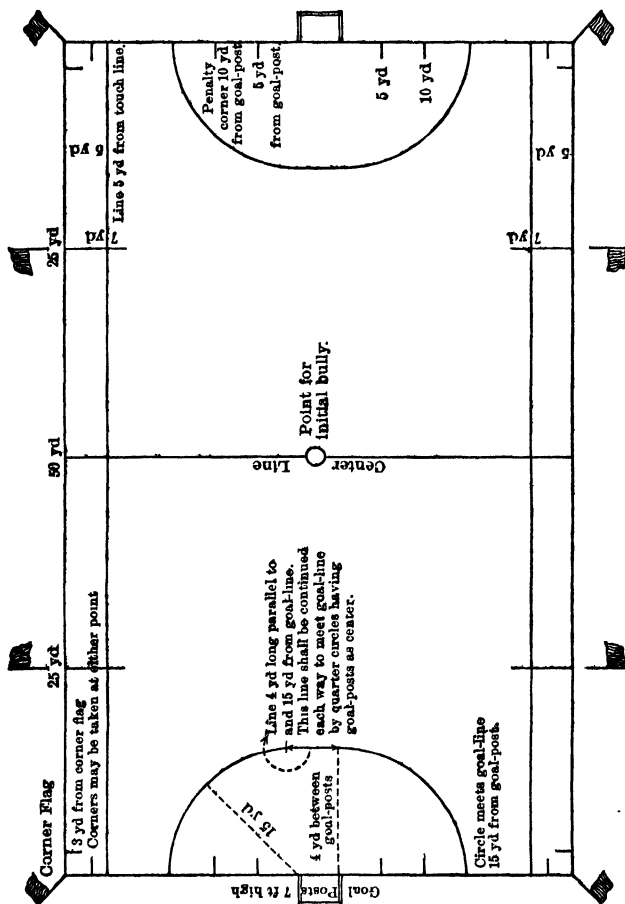 Corner Flag
25 yd.
50 yd
25 yd
3 yd from corner flag
Corners may be taken at either point
7 yd
5 yd
Line 5 yd from touch line.
Penalty
corner 10 yd
from goal-post
5 yd
from goal-post
5 yd
10 yd
Line 4 yd long parallel to
and 15 yd from goal-line.
This line shall be continued
each way to meet goal-line
by quarter circles having
goal-posts as center.
15 yd
4 yd between
goal-posts
Goal Posts 7 ft high
Center Line
Point for
initial bully.
Circle meets goal-line
15 yd from goal-post.
7 yd
5 yd